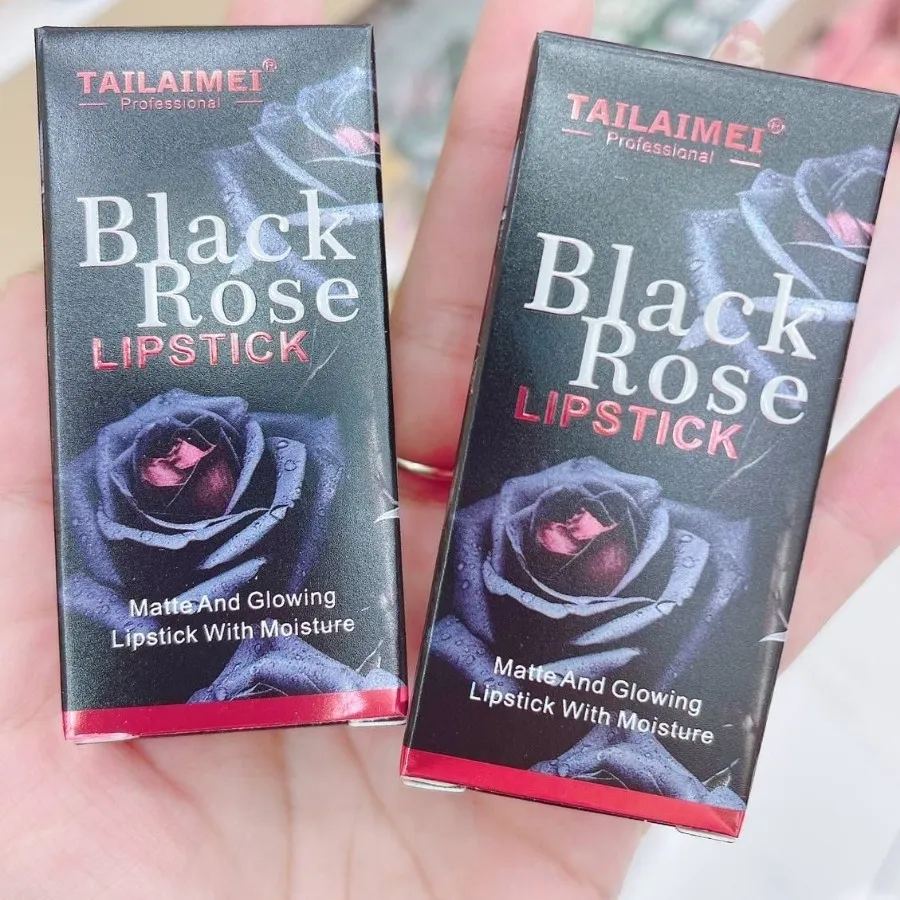 TAILAIMEI®
Professional
Black
Rose
LIPSTICK
Matte And Glowing
Lipstick With Moisture
TAILAIMEI®
Professional
Black
Rose
LIPSTICK
Matte And Glowing
Lipstick With Moisture